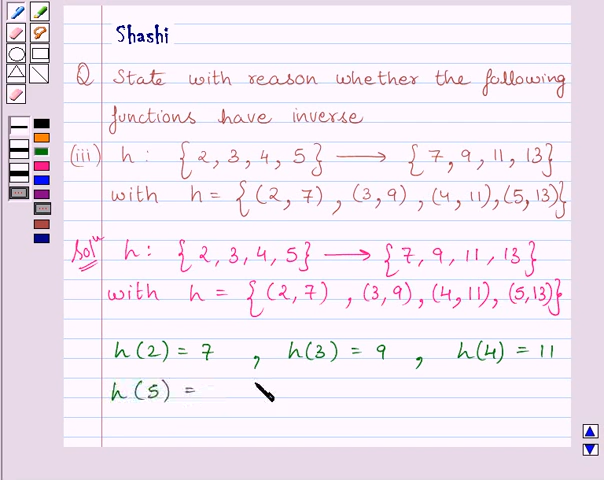 Shashi
Q State with reason whether the following
functions have inverse
(iii) h : {2, 3, 4, 5} ⟶ {7, 9, 11, 13}
with h = {(2, 7), (3, 9), (4, 11), (5, 13)}
Solⁿ h : {2, 3, 4, 5} ⟶ {7, 9, 11, 13}
with h = {(2, 7), (3, 9), (4, 11), (5, 13)}
h(2) = 7 , h(3) = 9 , h(4) = 11
h(5) =